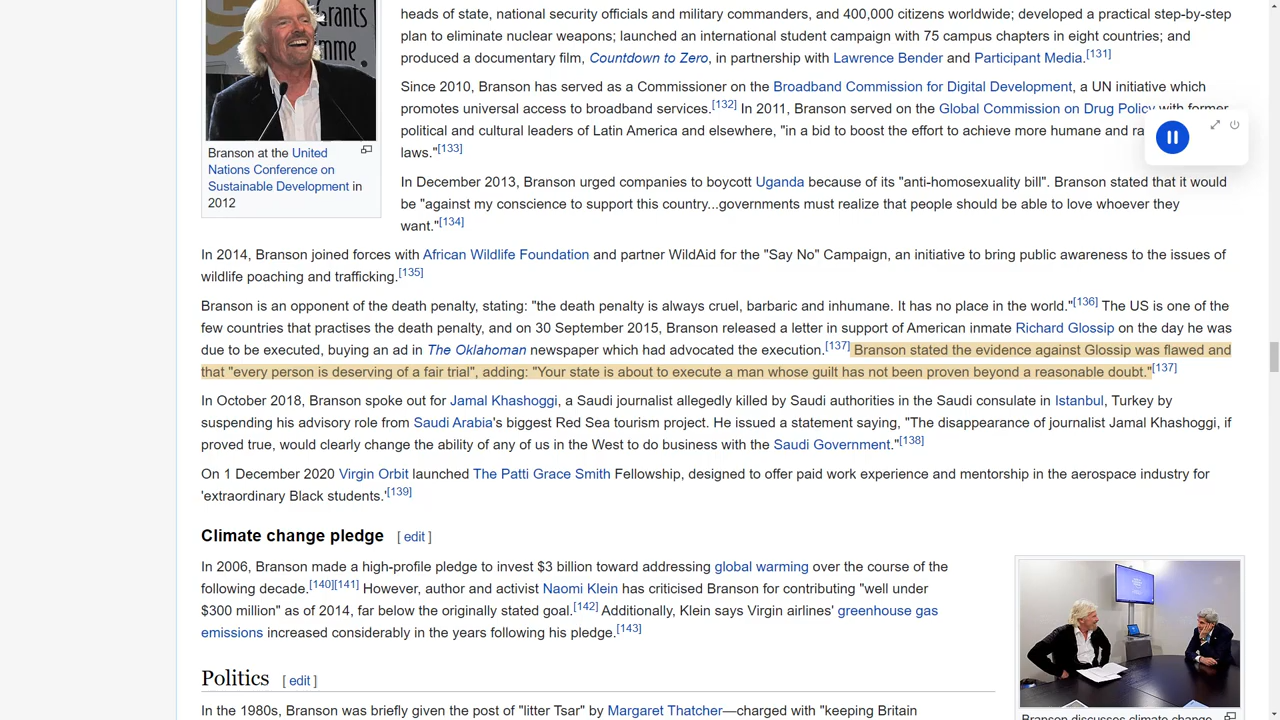 heads of state, national security officials and military commanders, and 400,000 citizens worldwide; developed a practical step-by-step
plan to eliminate nuclear weapons; launched an international student campaign with 75 campus chapters in eight countries; and
produced a documentary film, Countdown to Zero, in partnership with Lawrence Bender and Participant Media.[131]
Since 2010, Branson has served as a Commissioner on the Broadband Commission for Digital Development, a UN initiative which
promotes universal access to broadband services.[132] In 2011, Branson served on the Global Commission on Drug Policy with former
political and cultural leaders of Latin America and elsewhere, "in a bid to boost the effort to achieve more humane and
laws."[133]
Branson at the United
Nations Conference on
Sustainable Development in
2012
In December 2013, Branson urged companies to boycott Uganda because of its "anti-homosexuality bill". Branson stated that it would
be "against my conscience to support this country...governments must realize that people should be able to love whoever they
want."[134]
In 2014, Branson joined forces with African Wildlife Foundation and partner WildAid for the "Say No" Campaign, an initiative to bring public awareness to the issues of
wildlife poaching and trafficking.[135]
Branson is an opponent of the death penalty, stating: "the death penalty is always cruel, barbaric and inhumane. It has no place in the world."[136] The US is one of the
few countries that practises the death penalty, and on 30 September 2015, Branson released a letter in support of American inmate Richard Glossip on the day he was
due to be executed, buying an ad in The Oklahoman newspaper which had advocated the execution.[137] Branson stated the evidence against Glossip was flawed and
that "every person is deserving of a fair trial", adding: "Your state is about to execute a man whose guilt has not been proven beyond a reasonable doubt."[137]
In October 2018, Branson spoke out for Jamal Khashoggi, a Saudi journalist allegedly killed by Saudi authorities in the Saudi consulate in Istanbul, Turkey by
suspending his advisory role from Saudi Arabia's biggest Red Sea tourism project. He issued a statement saying, "The disappearance of journalist Jamal Khashoggi, if
proved true, would clearly change the ability of any of us in the West to do business with the Saudi Government."[138]
On 1 December 2020 Virgin Orbit launched The Patti Grace Smith Fellowship, designed to offer paid work experience and mentorship in the aerospace industry for
'extraordinary Black students.'[139]
Climate change pledge [ edit ]
In 2006, Branson made a high-profile pledge to invest $3 billion toward addressing global warming over the course of the
following decade.[140][141] However, author and activist Naomi Klein has criticised Branson for contributing "well under
$300 million" as of 2014, far below the originally stated goal.[142] Additionally, Klein says Virgin airlines' greenhouse gas
emissions increased considerably in the years following his pledge.[143]
Politics [ edit ]
In the 1980s, Branson was briefly given the post of "litter Tsar" by Margaret Thatcher—charged with "keeping Britain
Branson discusses climate change